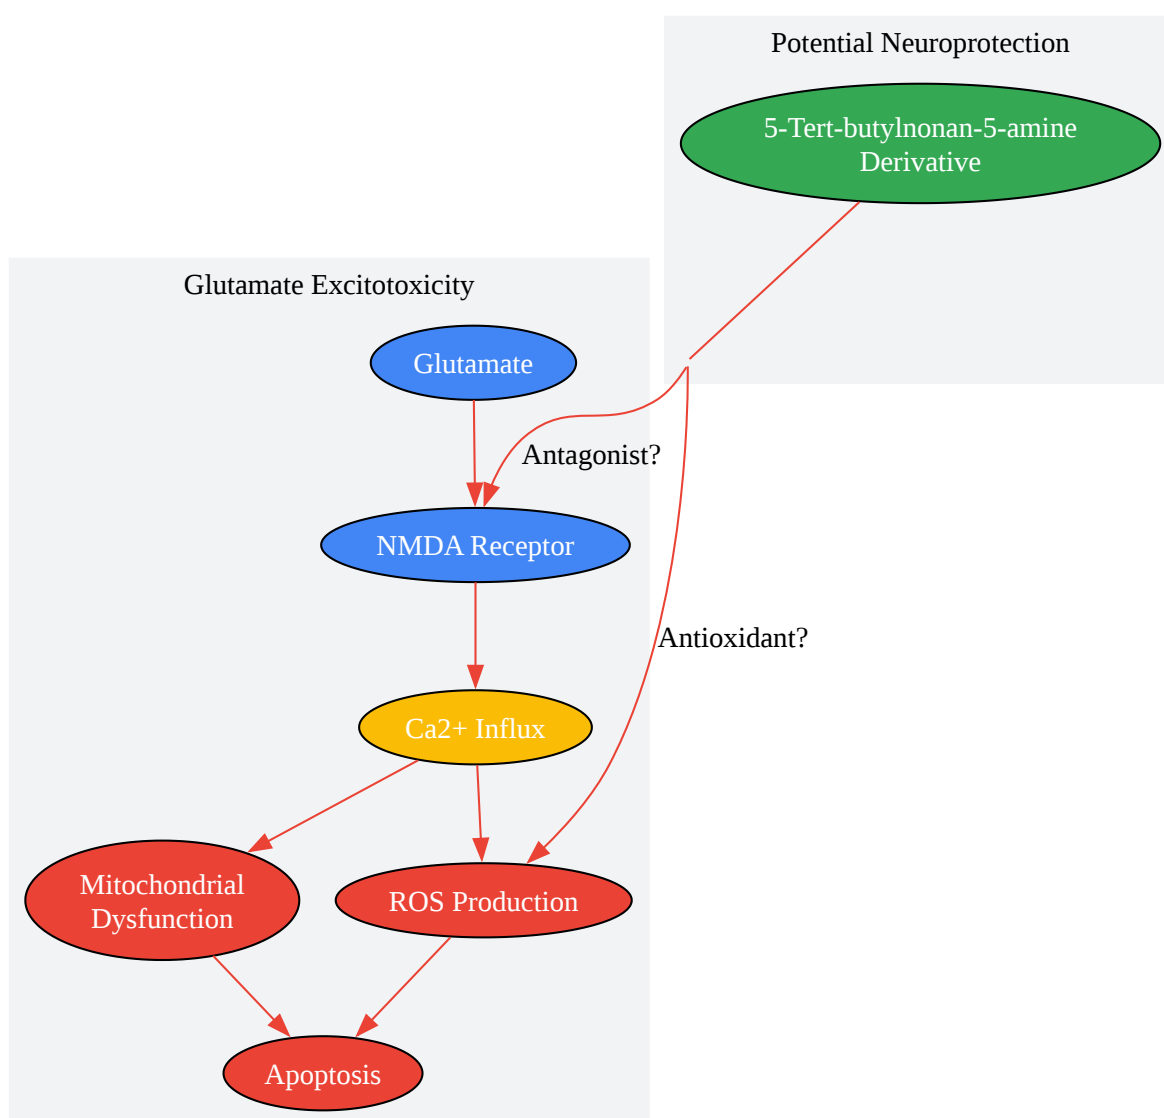 Potential Neuroprotection
5-Tert-butylnonan-5-amine
Derivative
Glutamate Excitotoxicity
Glutamate
Antagonist?
NMDA Receptor
Antioxidant?
Ca2+ Influx
Mitochondrial
Dysfunction
ROS Production
Apoptosis